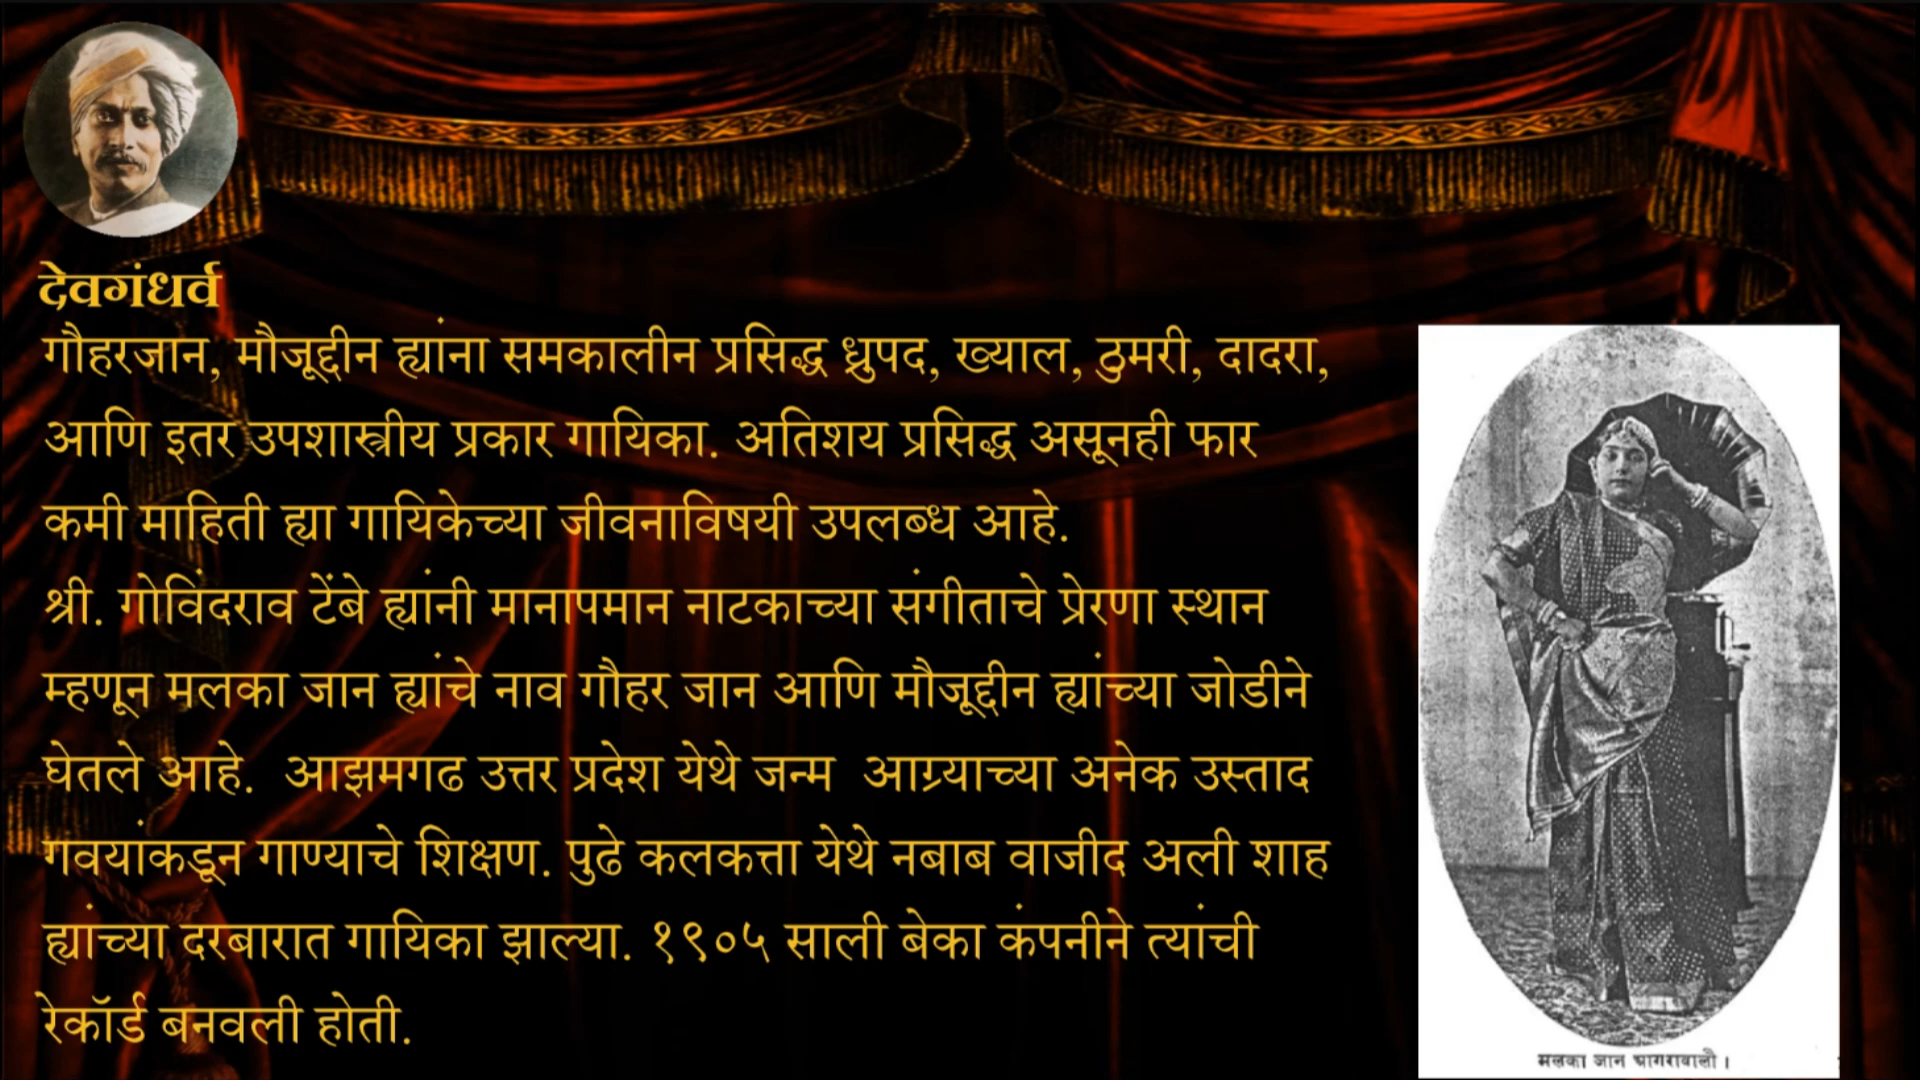 देवगंधर्व
गौहरजान, मौजूद्दीन ह्यांना समकालीन प्रसिद्ध ध्रुपद, ख्याल, ठुमरी, दादरा,
आणि इतर उपशास्त्रीय प्रकार गायिका. अतिशय प्रसिद्ध असूनही फार
कमी माहिती ह्या गायिकेच्या जीवनाविषयी उपलब्ध आहे.
श्री. गोविंदराव टेंबे ह्यांनी मानापमान नाटकाच्या संगीताचे प्रेरणा स्थान
म्हणून मलका जान ह्यांचे नाव गौहर जान आणि मौजूद्दीन ह्यांच्या जोडीने
घेतले आहे. आझमगढ उत्तर प्रदेश येथे जन्म आग्र्याच्या अनेक उस्ताद
गवयांकडून गाण्याचे शिक्षण. पुढे कलकत्ता येथे नबाब वाजीद अली शाह
ह्यांच्या दरबारात गायिका झाल्या. १९०५ साली बेका कंपनीने त्यांची
रेकॉर्ड बनवली होती.
मलका जान आगरावाली।